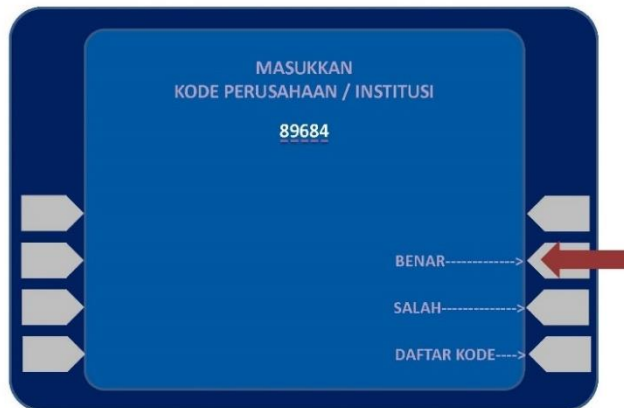 MASUKKAN
KODE PERUSAHAAN / INSTITUSI
89684
BENAR------------->
SALAH------------->
DAFTAR KODE---->